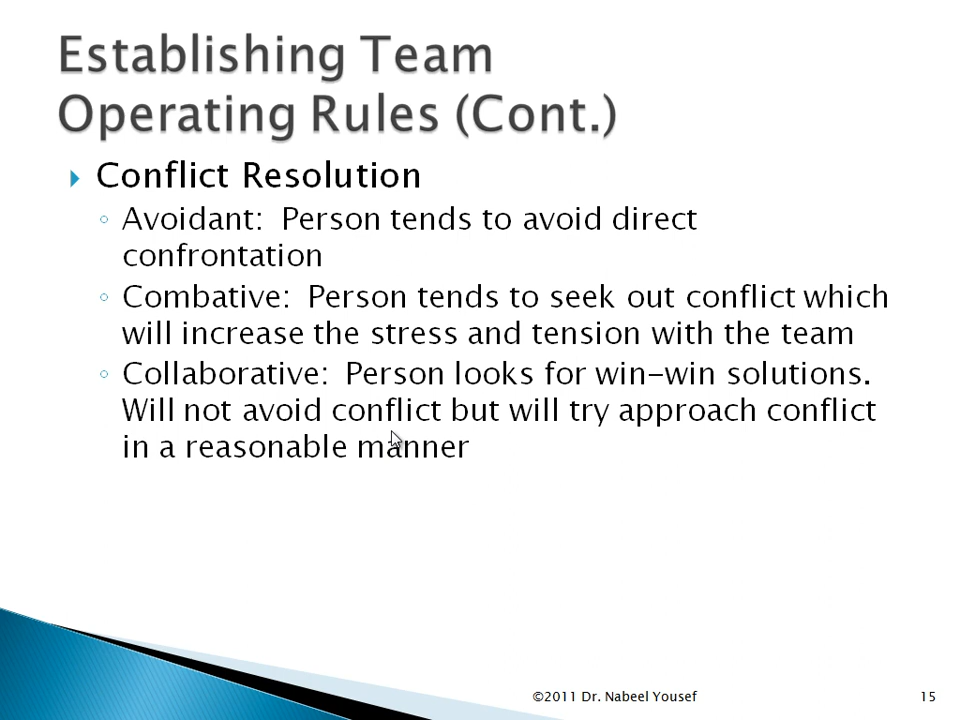 Establishing Team
Operating Rules (Cont.)
Conflict Resolution
Avoidant: Person tends to avoid direct
confrontation
Combative: Person tends to seek out conflict which
will increase the stress and tension with the team
Collaborative: Person looks for win-win solutions.
Will not avoid conflict but will try approach conflict
in a reasonable manner
©2011 Dr. Nabeel Yousef
15